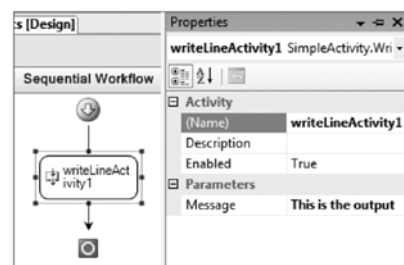 s [Design]
Sequential Workflow
writeLineAct
ivity1
Properties
writeLineActivity1 SimpleActivity.Wri
Activity
(Name) writeLineActivity1
Description
Enabled True
Parameters
Message This is the output